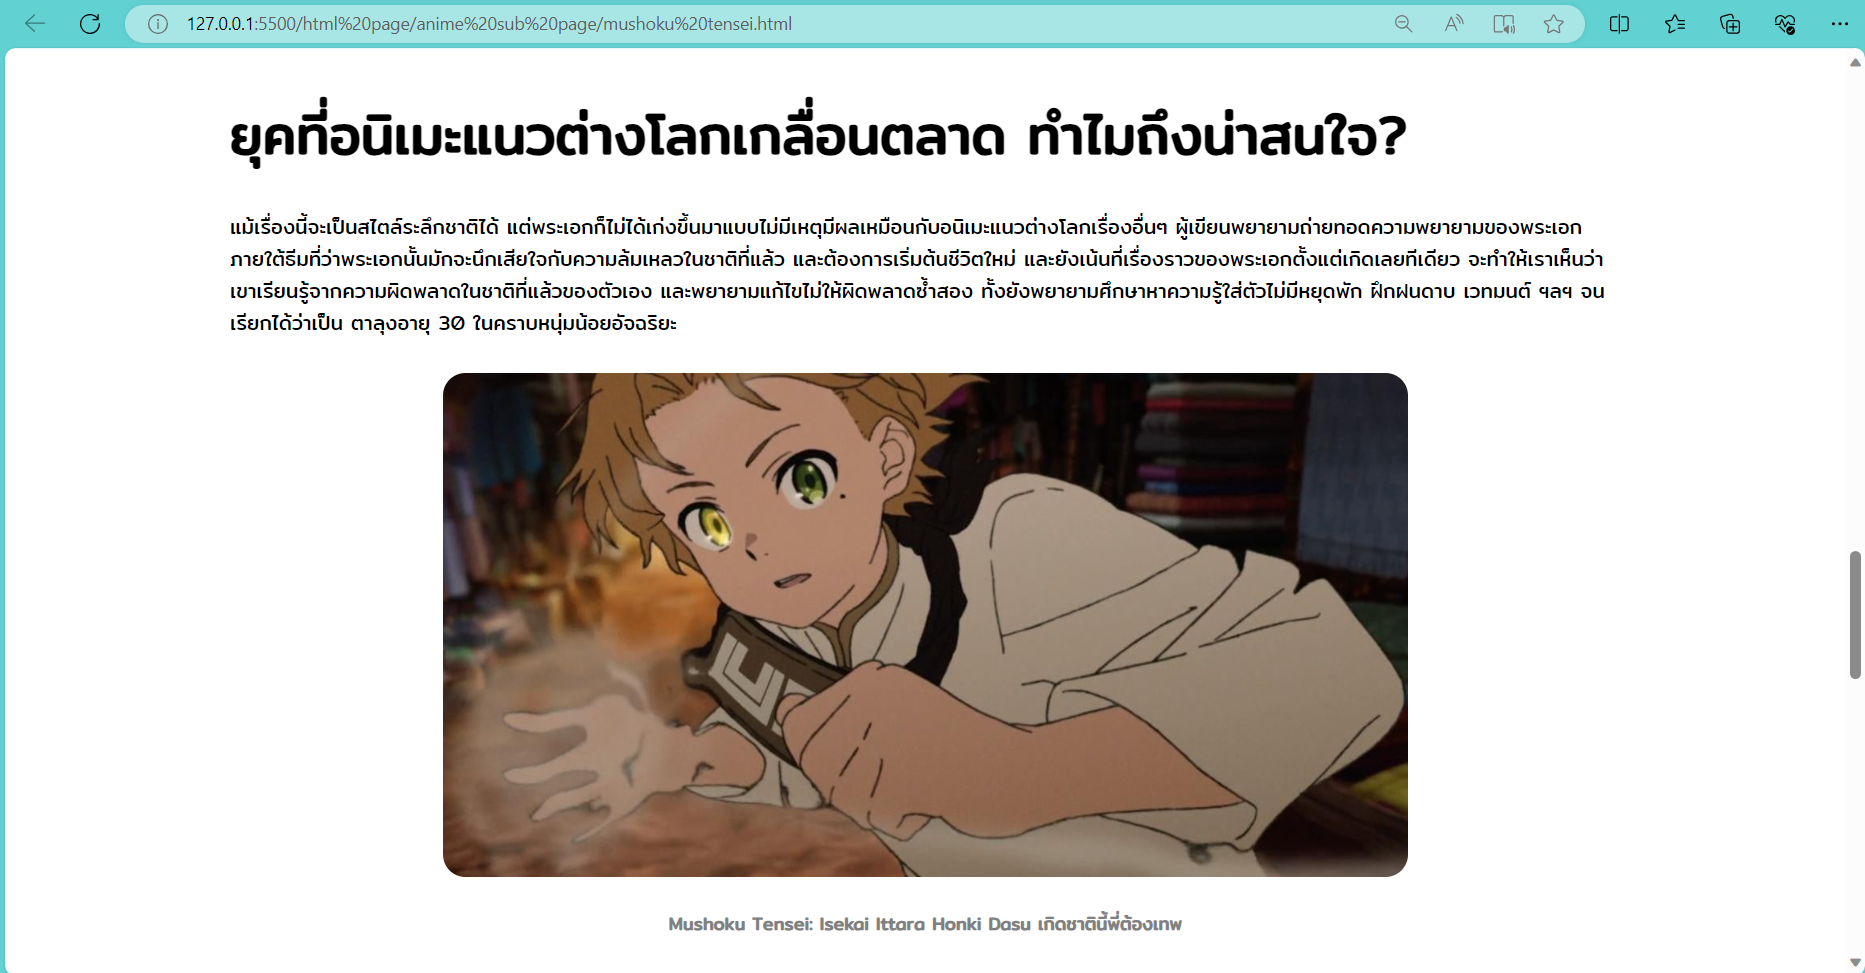 127.0.0.1:5500/html%20page/anime%20sub%20page/mushoku%20tensei.html
ยุคที่อนิเมะแนวต่างโลกเกลื่อนตลาด ทำไมถึงน่าสนใจ?
แม้เรื่องนี้จะเป็นสไตล์ระลึกชาติได้ แต่พระเอกก็ไม่ได้เก่งขึ้นมาแบบไม่มีเหตุมีผลเหมือนกับอนิเมะแนวต่างโลกเรื่องอื่นๆ ผู้เขียนพยายามถ่ายทอดความพยายามของพระเอก
ภายใต้ธีมที่ว่าพระเอกนั้นมักจะนึกเสียใจกับความล้มเหลวในชาติที่แล้ว และต้องการเริ่มต้นชีวิตใหม่ และยังเน้นที่เรื่องราวของพระเอกตั้งแต่เกิดเลยทีเดียว จะทำให้เราเห็นว่า
เขาเรียนรู้จากความผิดพลาดในชาติที่แล้วของตัวเอง และพยายามแก้ไขไม่ให้ผิดพลาดซ้ำสอง ทั้งยังพยายามศึกษาหาความรู้ใส่ตัวไม่มีหยุดพัก ฝึกฝนดาบ เวทมนต์ ฯลฯ จน
เรียกได้ว่าเป็น ตาลุงอายุ 30 ในคราบหนุ่มน้อยอัจฉริยะ
Mushoku Tensei: Isekai Ittara Honki Dasu เกิดชาตินี้พี่ต้องเทพ